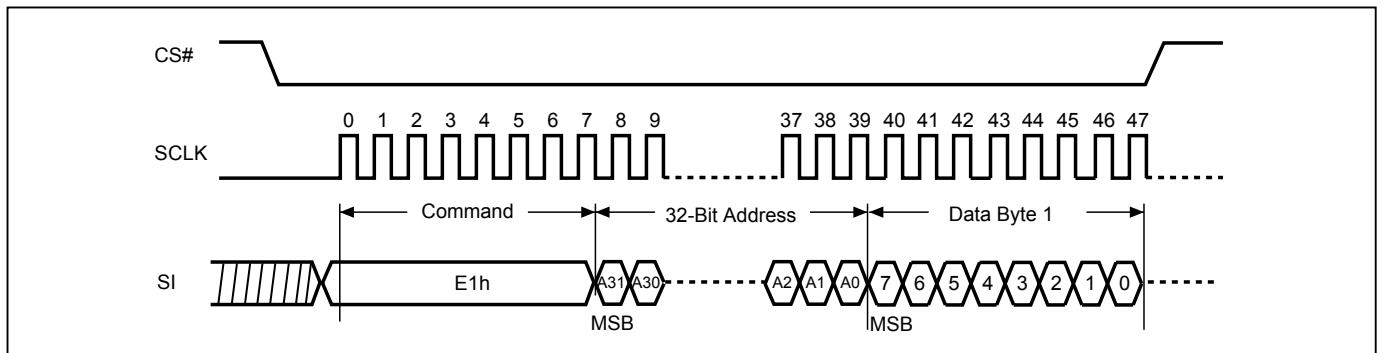 CS#
0 1 2 3 4 5 6 7 8 9 37 38 39 40 41 42 43 44 45 46 47
SCLK
Command 32-Bit Address Data Byte 1
SI E1h A31 A30 A2 A1 A0 7 6 5 4 3 2 1 0
MSB MSB